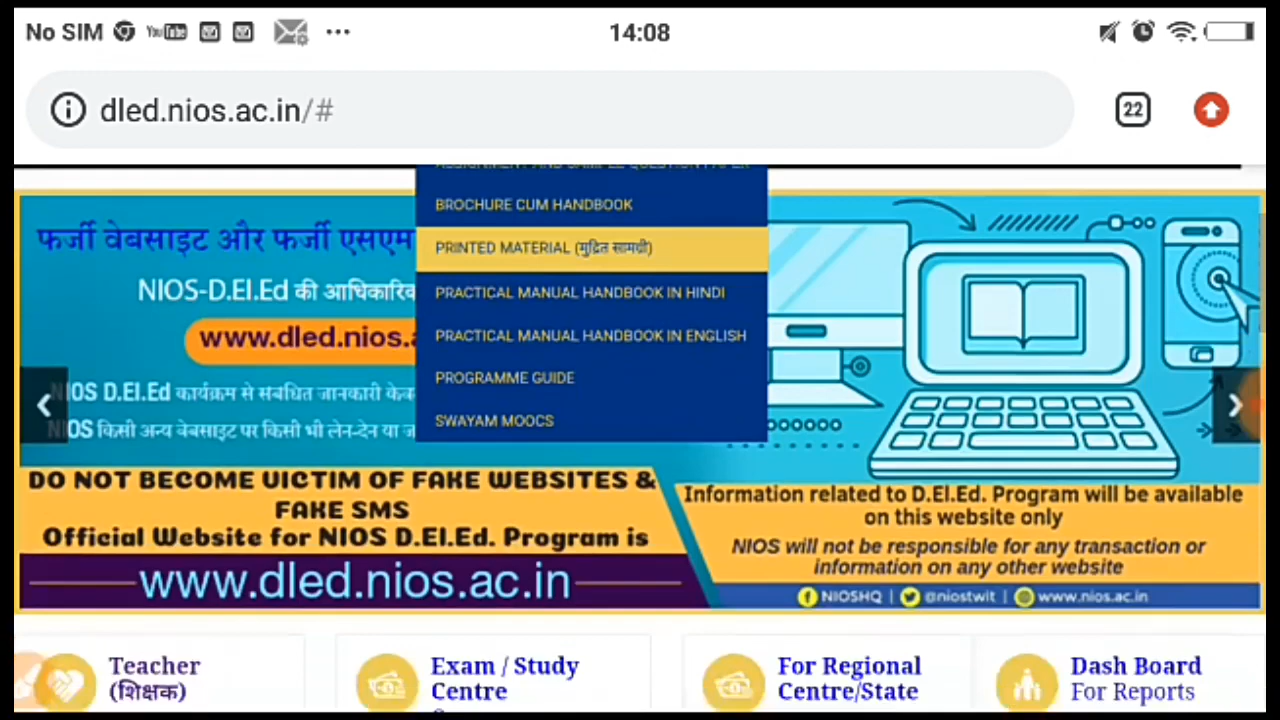 No SIM
14:08
dled.nios.ac.in/#
22
ASSIGNMENT AND SAMPLE QUESTION PAPER
BROCHURE CUM HANDBOOK
PRINTED MATERIAL (मुद्रित सामग्री)
PRACTICAL MANUAL HANDBOOK IN HINDI
PRACTICAL MANUAL HANDBOOK IN ENGLISH
PROGRAMME GUIDE
SWAYAM MOOCS
फर्जी वेबसाइट और फर्जी एसएम
NIOS-D.El.Ed की आधिकारिक
www.dled.nios.a
NIOS D.El.Ed कार्यक्रम से संबंधित जानकारी केव
NIOS किसी अन्य वेबसाइट पर किसी भी लेन-देन या ज
DO NOT BECOME VICTIM OF FAKE WEBSITES &
FAKE SMS
Official Website for NIOS D.El.Ed. Program is
www.dled.nios.ac.in
Information related to D.El.Ed. Program will be available
on this website only
NIOS will not be responsible for any transaction or
information on any other website
NIOSHQ | @niostwit | www.nios.ac.in
Teacher
(शिक्षक)
Exam / Study
Centre
For Regional
Centre/State
Dash Board
For Reports